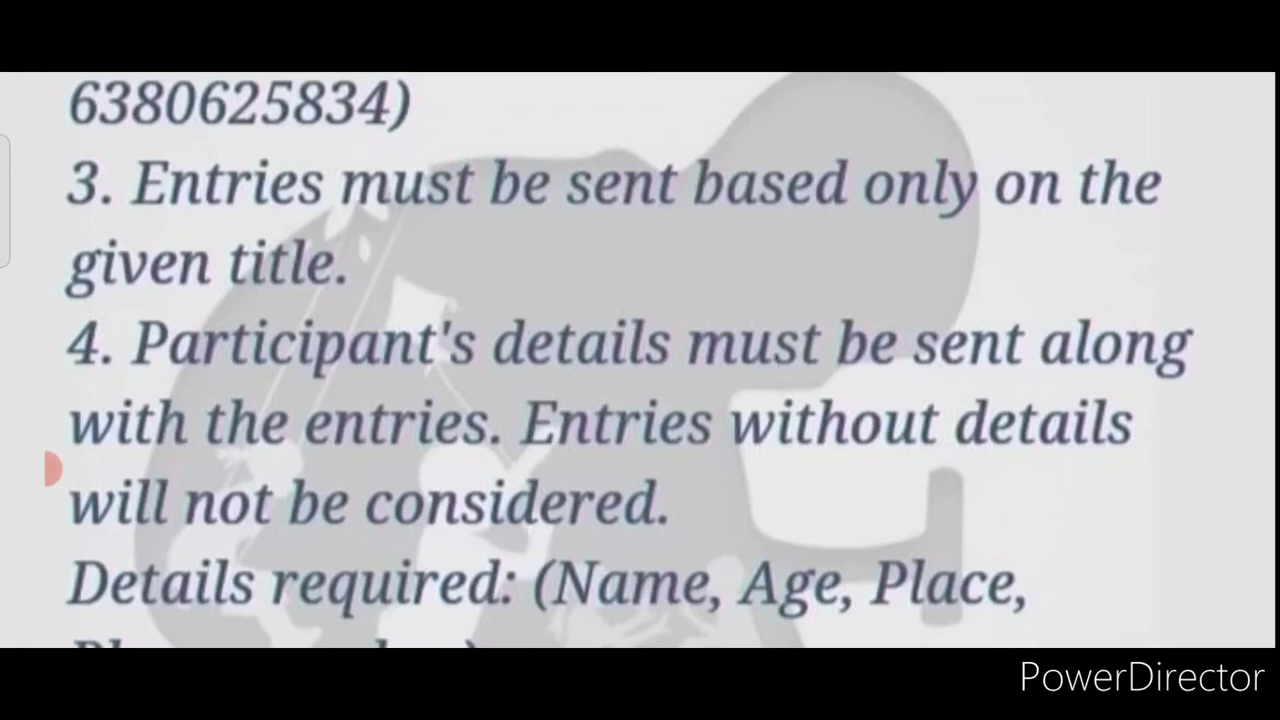 6380625834)
3. Entries must be sent based only on the
given title.
4. Participant's details must be sent along
with the entries. Entries without details
will not be considered.
Details required: (Name, Age, Place,
PowerDirector